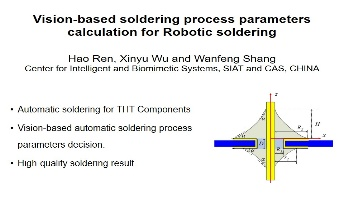 Vision-based soldering process parameters
calculation for Robotic soldering
Hao Ren, Xinyu Wu and Wanfeng Shang
Center for Intelligent and Biomimetic Systems, SIAT and CAS, CHINA
• Automatic soldering for THT Components
• Vision-based automatic soldering process
parameters decision.
• High quality soldering result